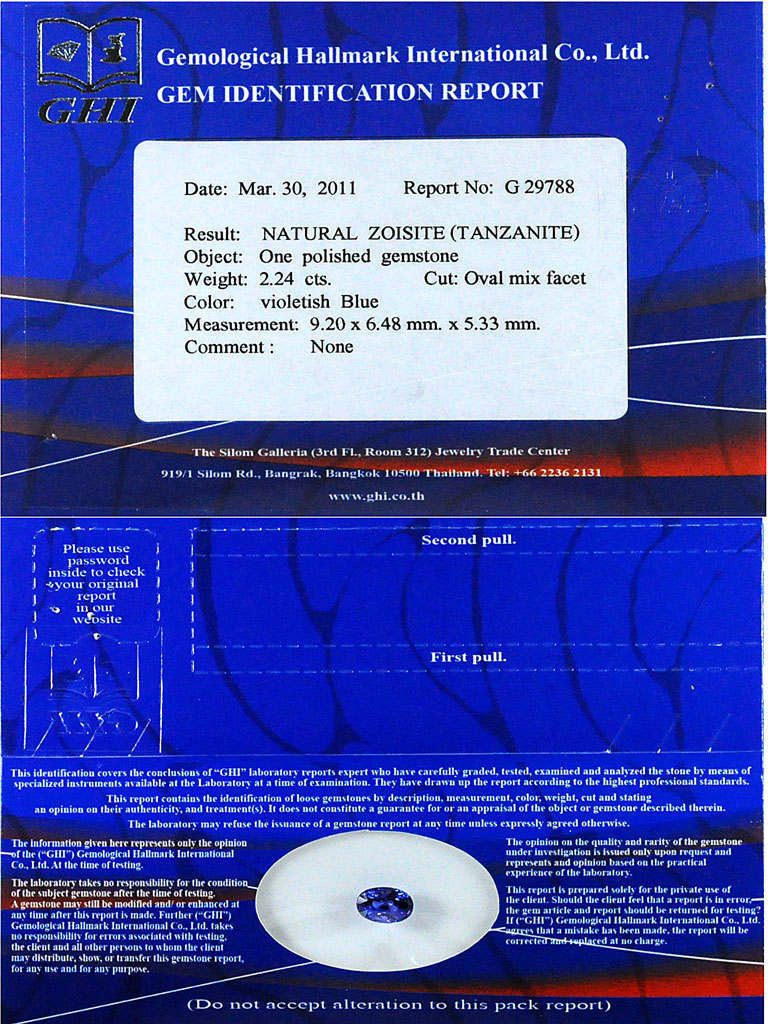 GHI
Gemological Hallmark International Co., Ltd.
GEM IDENTIFICATION REPORT
Date: Mar. 30, 2011 Report No: G 29788
Result: NATURAL ZOISITE (TANZANITE)
Object: One polished gemstone
Weight: 2.24 cts. Cut: Oval mix facet
Color: violetish Blue
Measurement: 9.20 x 6.48 mm. x 5.33 mm.
Comment : None
The Silom Galleria (3rd Fl., Room 312) Jewelry Trade Center
919/1 Silom Rd., Bangrak, Bangkok 10500 Thailand. Tel: +66 2236 2131
www.ghi.co.th
Please use
password
inside to check
your original
report
in our
website
Second pull.
First pull.
This identification covers the conclusions of “GHI” laboratory reports expert who have carefully graded, tested, examined and analyzed the stone by means of
specialized instruments available at the Laboratory at a time of examination. They have drawn up the report according to the highest professional standards.
This report contains the identification of loose gemstones by description, measurement, color, weight, cut and stating
an opinion on their authenticity, and treatment(s). It does not constitute a guarantee for or an appraisal of the object or gemstone described therein.
The laboratory may refuse the issuance of a gemstone report at any time unless expressly agreed otherwise.
The information given here represents only the opinion
of the (“GHI”) Gemological Hallmark International
Co., Ltd. At the time of testing.
The laboratory takes no responsibility for the condition
of the subject gemstone after the time of testing.
A gemstone may still be modified and/ or enhanced at
any time after this report is made. Further (“GHI”)
Gemological Hallmark International Co., Ltd. takes
no responsibility for errors associated with testing,
the client and all other persons to whom the client
may distribute, show, or transfer this gemstone report,
for any use and for any purpose.
The opinion on the quality and rarity of the gemstone
under investigation is issued only upon request and
represents and opinion based on the practical
experience of the laboratory.
This report is prepared solely for the private use of
the client. Should the client feel that a report is in error,
the gem article and report should be returned for testing?
If (“GHI”) Gemological Hallmark International Co., Ltd.
agrees that a mistake has been made, the report will be
corrected and replaced at no charge.
(Do not accept alteration to this pack report)